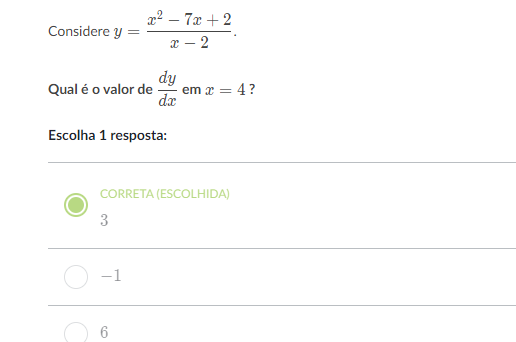 Considere y = \frac{x^2 - 7x + 2}{x - 2}.
Qual é o valor de \frac{dy}{dx} em x = 4 ?
Escolha 1 resposta:
CORRETA (ESCOLHIDA)
3
−1
6